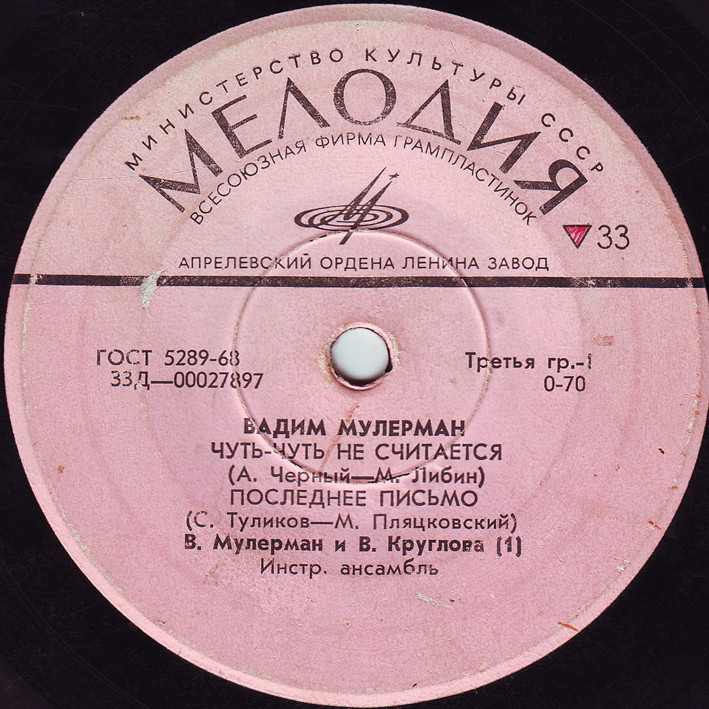 МИНИСТЕРСТВО КУЛЬТУРЫ СССР
МЕЛОДИЯ
ВСЕСОЮЗНАЯ ФИРМА ГРАМПЛАСТИНОК
33
АПРЕЛЕВСКИЙ ОРДЕНА ЛЕНИНА ЗАВОД
ГОСТ 5289-68
Третья гр.-1
33Д—00027897
0-70
ВАДИМ МУЛЕРМАН
ЧУТЬ-ЧУТЬ НЕ СЧИТАЕТСЯ
(А. Черный—М. Либин)
ПОСЛЕДНЕЕ ПИСЬМО
(С. Туликов—М. Пляцковский)
В. Мулерман и В. Круглова (1)
Инстр. ансамбль